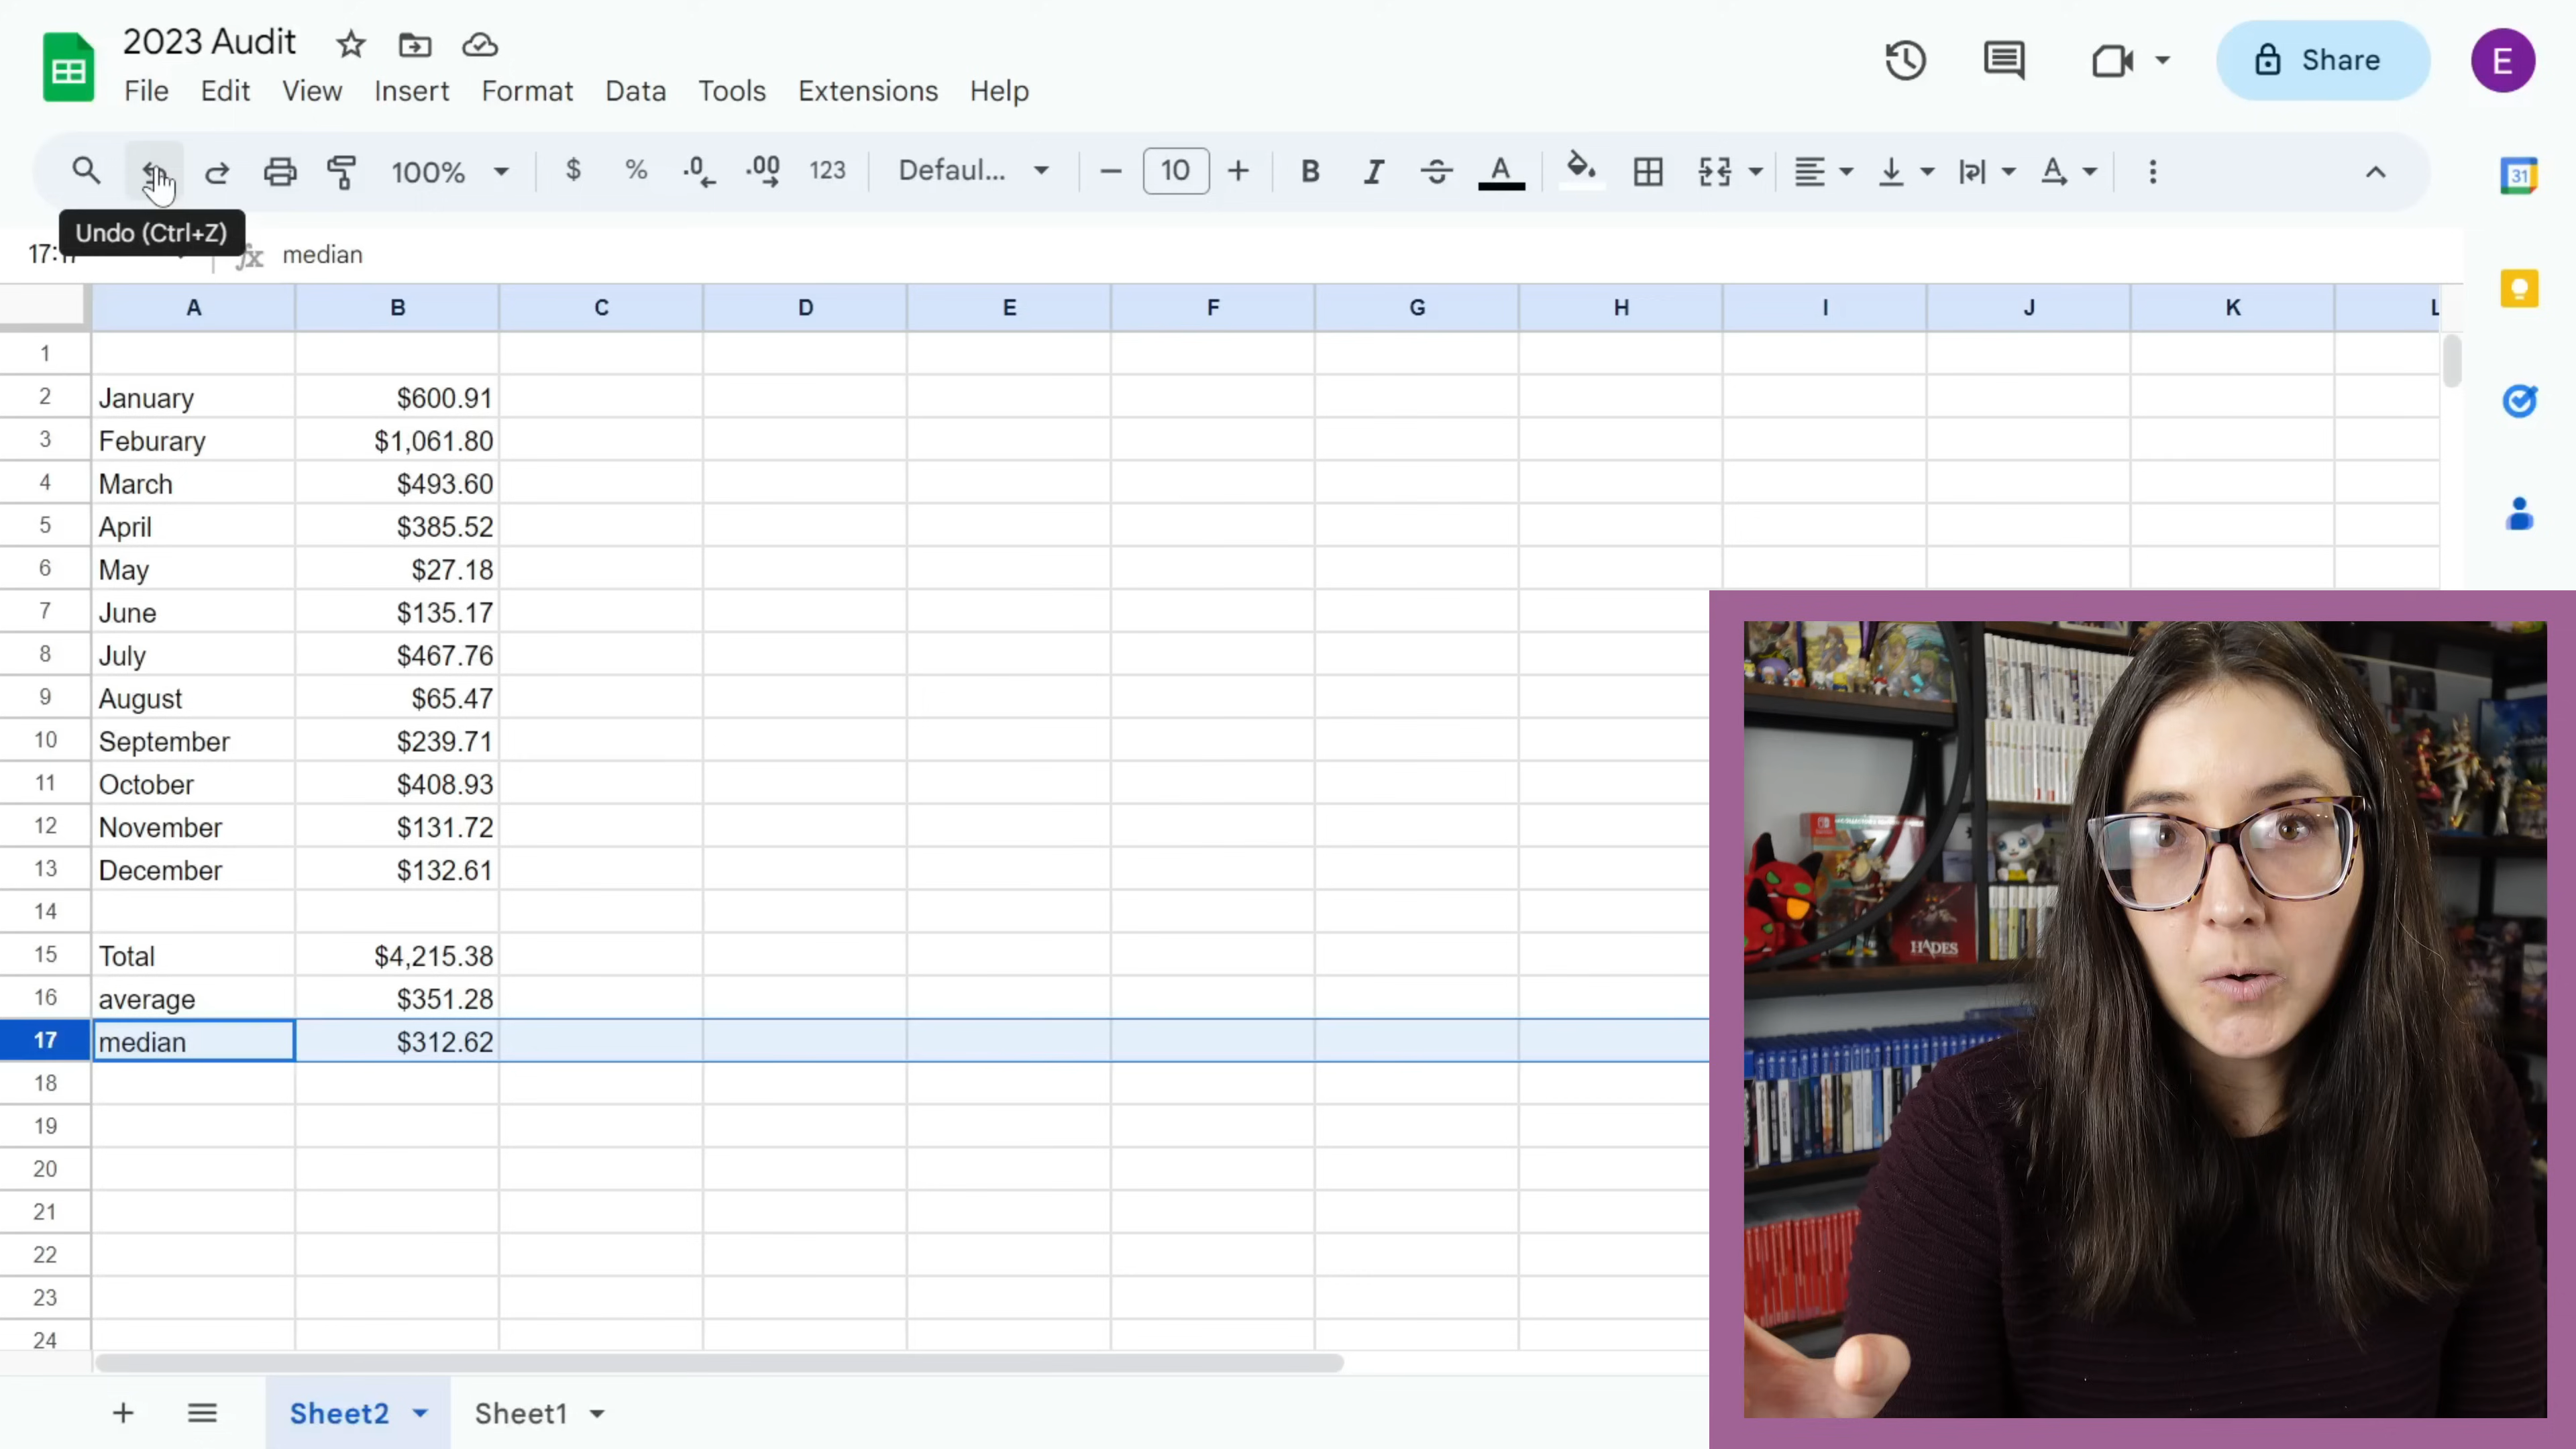 2023 Audit
Share
E
File Edit View Insert Format Data Tools Extensions Help
100% $ % .0 .00 123 Defaul... 10 B I A A
31
Undo (Ctrl+Z)
fx median
A B C D E F G H I J K L
1
2 January $600.91
3 Feburary $1,061.80
4 March $493.60
5 April $385.52
6 May $27.18
7 June $135.17
8 July $467.76
9 August $65.47
10 September $239.71
11 October $408.93
12 November $131.72
13 December $132.61
14
15 Total $4,215.38
16 average $351.28
17 median $312.62
18
19
20
21
22
23
24
HADES
Sheet2 Sheet1